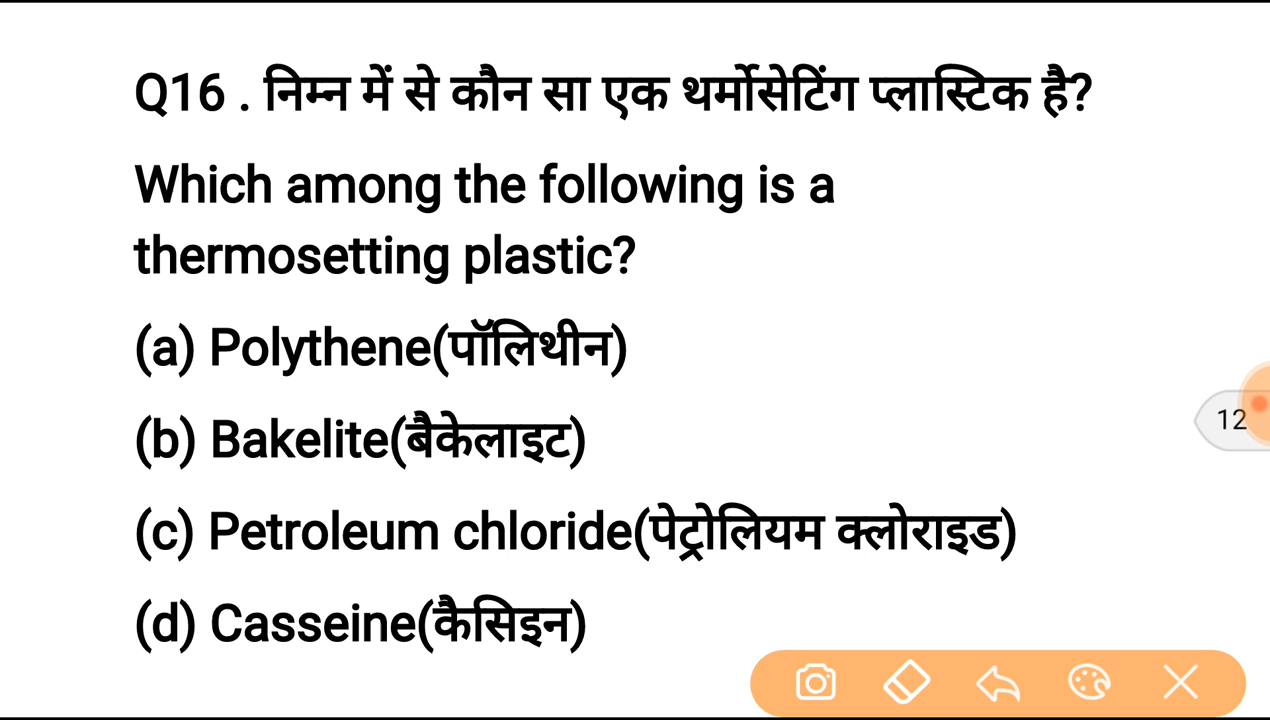 Q16 . निम्न में से कौन सा एक थर्मोसेटिंग प्लास्टिक है?
Which among the following is a
thermosetting plastic?
(a) Polythene(पॉलिथीन)
(b) Bakelite(बैकेलाइट)
12
(c) Petroleum chloride(पेट्रोलियम क्लोराइड)
(d) Casseine(कैसिइन)